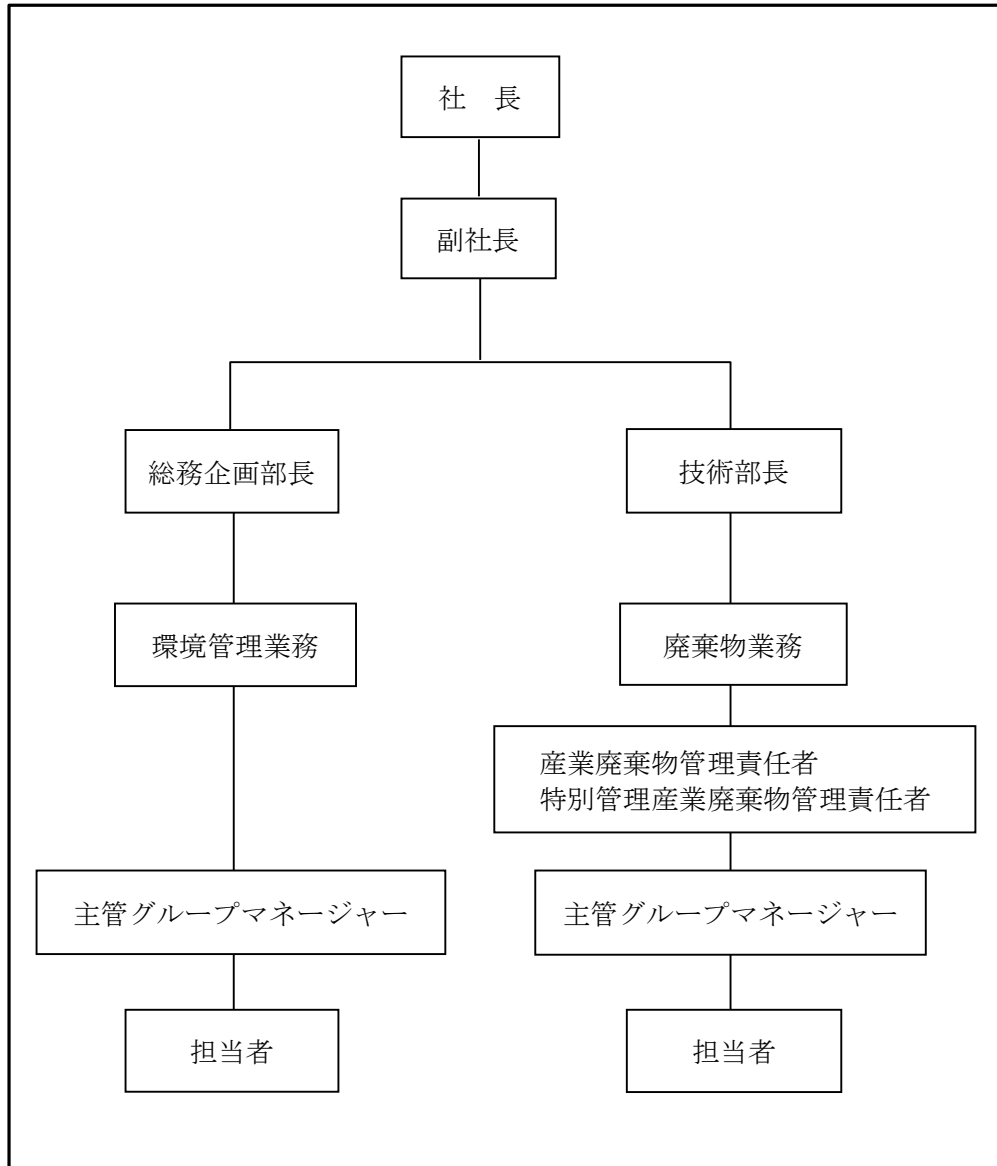 社　長
副社長
総務企画部長
技術部長
環境管理業務
廃棄物業務
産業廃棄物管理責任者
特別管理産業廃棄物管理責任者
主管グループマネージャー
主管グループマネージャー
担当者
担当者